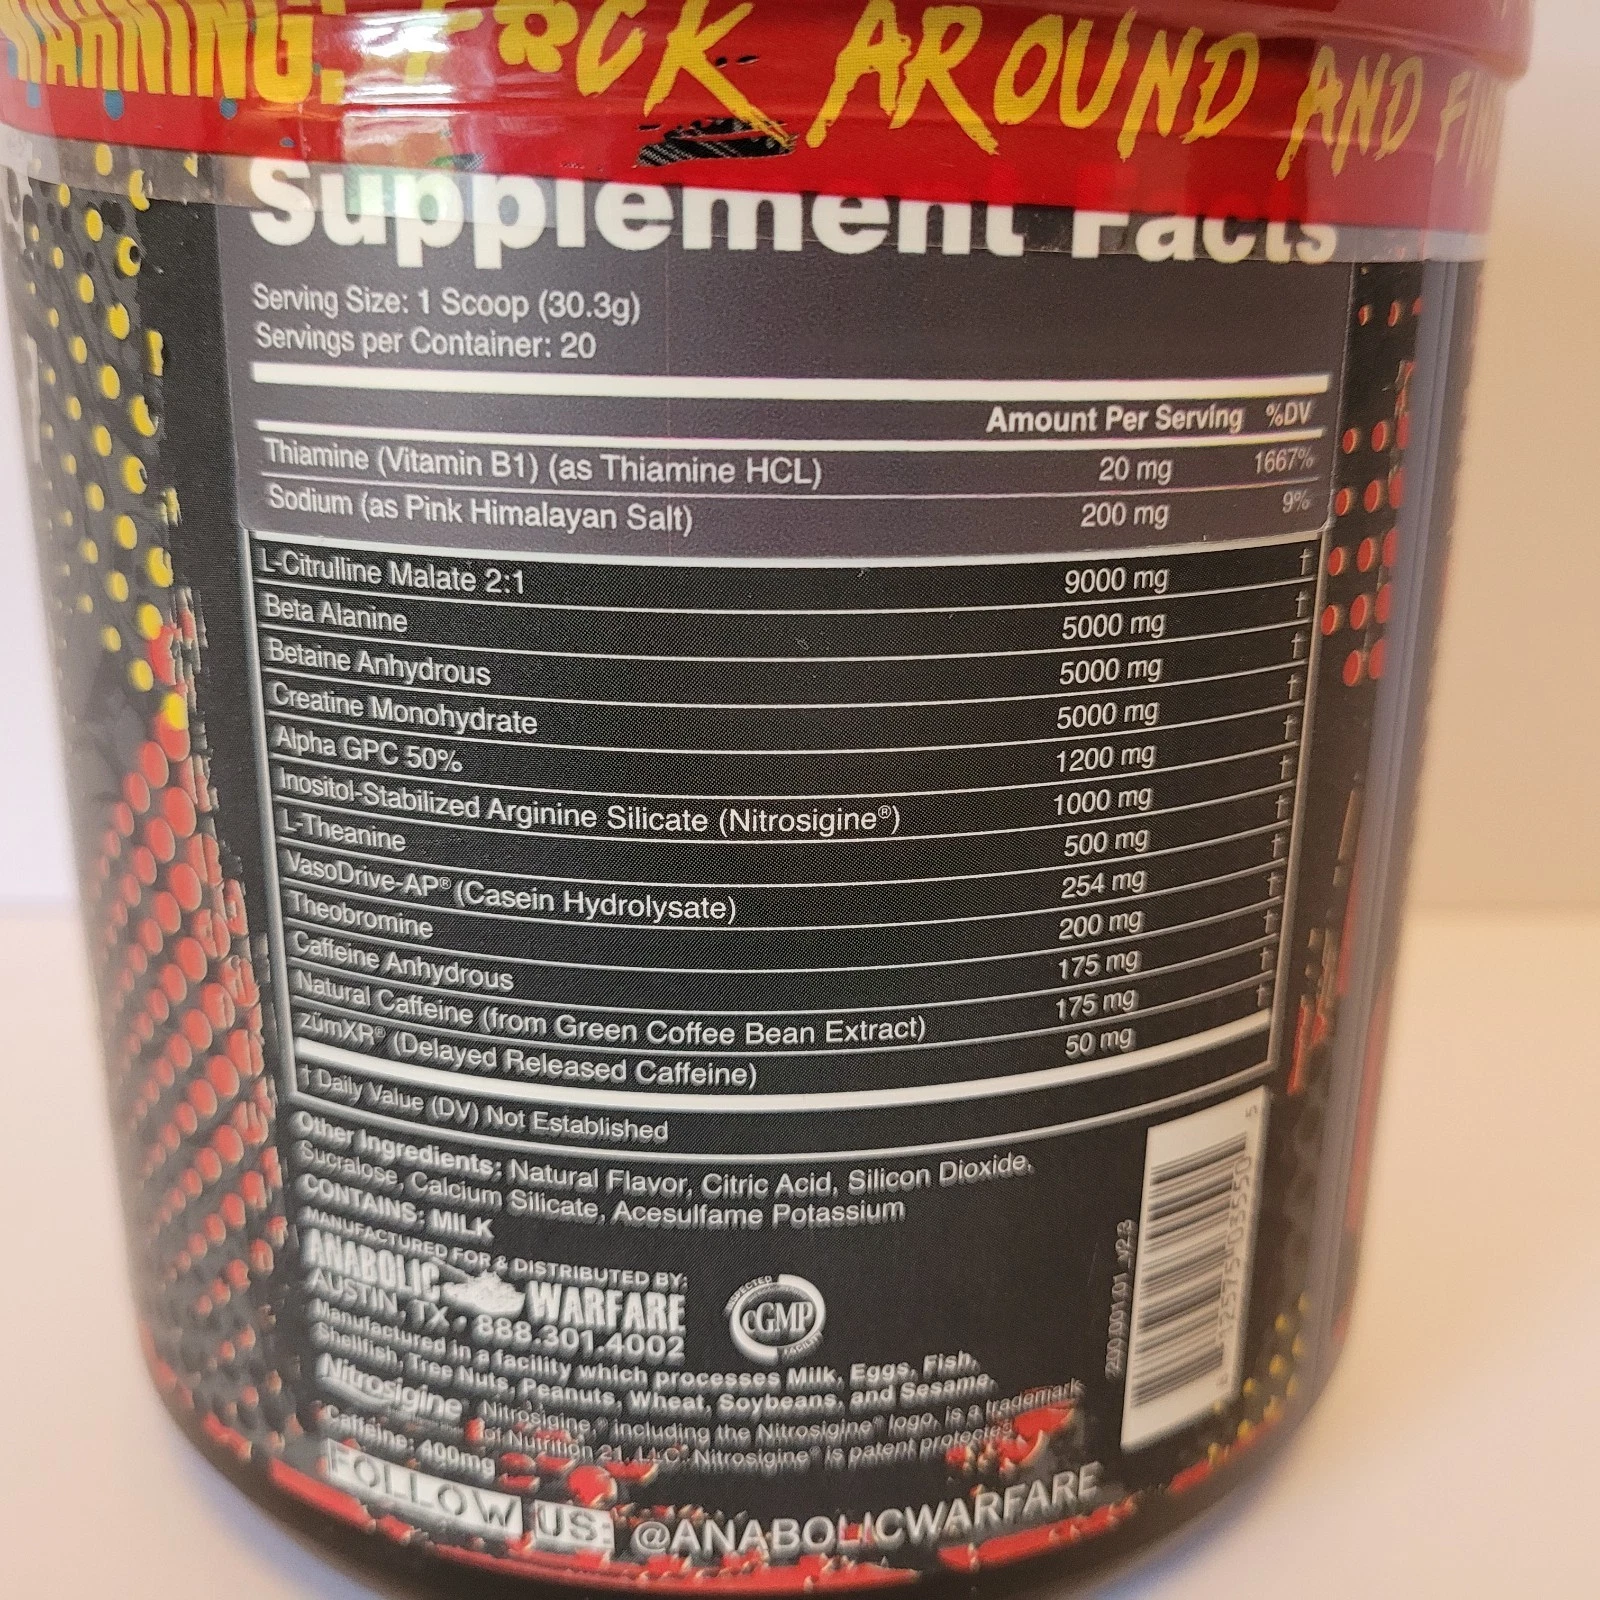 WARNING: F*CK AROUND AND
Supplement Facts
Serving Size: 1 Scoop (30.3g)
Servings per Container: 20
Amount Per Serving %DV
Thiamine (Vitamin B1) (as Thiamine HCL) 20 mg 1667%
Sodium (as Pink Himalayan Salt) 200 mg 9%
L-Citrulline Malate 2:1 9000 mg †
Beta Alanine 5000 mg †
Betaine Anhydrous 5000 mg †
Creatine Monohydrate 5000 mg †
Alpha GPC 50% 1200 mg †
Inositol-Stabilized Arginine Silicate (Nitrosigine®) 1000 mg †
L-Theanine 500 mg †
VasoDrive-AP® (Casein Hydrolysate) 254 mg †
Theobromine 200 mg †
Caffeine Anhydrous 175 mg †
Natural Caffeine (from Green Coffee Bean Extract) 175 mg †
zümXR® (Delayed Released Caffeine) 50 mg †
† Daily Value (DV) Not Established
Other Ingredients: Natural Flavor, Citric Acid, Silicon Dioxide,
Sucralose, Calcium Silicate, Acesulfame Potassium
CONTAINS: MILK
MANUFACTURED FOR & DISTRIBUTED BY:
ANABOLIC WARFARE
AUSTIN, TX • 888.301.4002
cGMP
FACILITY
Manufactured in a facility which processes Milk, Eggs, Fish,
Shellfish, Tree Nuts, Peanuts, Wheat, Soybeans, and Sesame.
Nitrosigine
Nitrosigine,® including the Nitrosigine® logo, is a trademark
of Nutrition 21, LLC. Nitrosigine® is patent protected.
Caffeine: 400mg
FOLLOW US: @ANABOLICWARFARE
200.001.01_V2.3